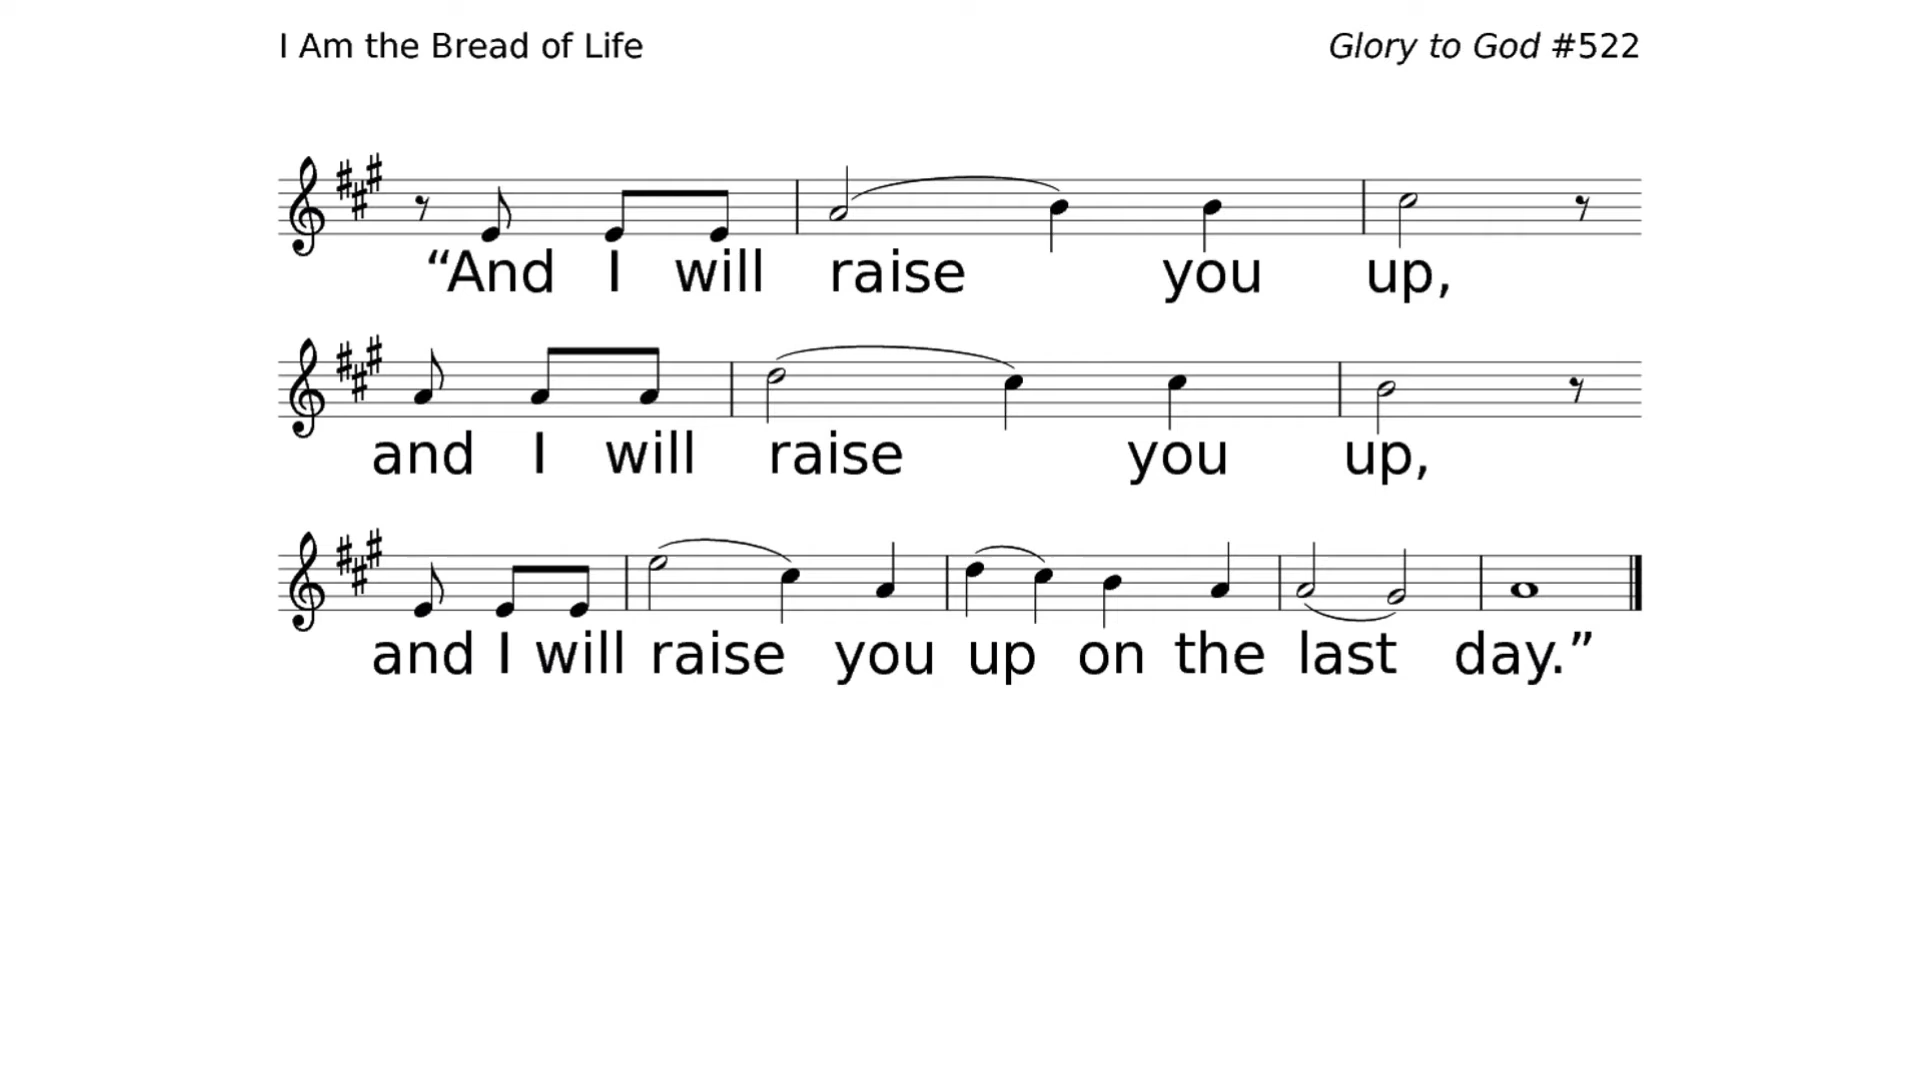 I Am the Bread of Life Glory to God #522
“And I will raise you up,
and I will raise you up,
and I will raise you up on the last day.”